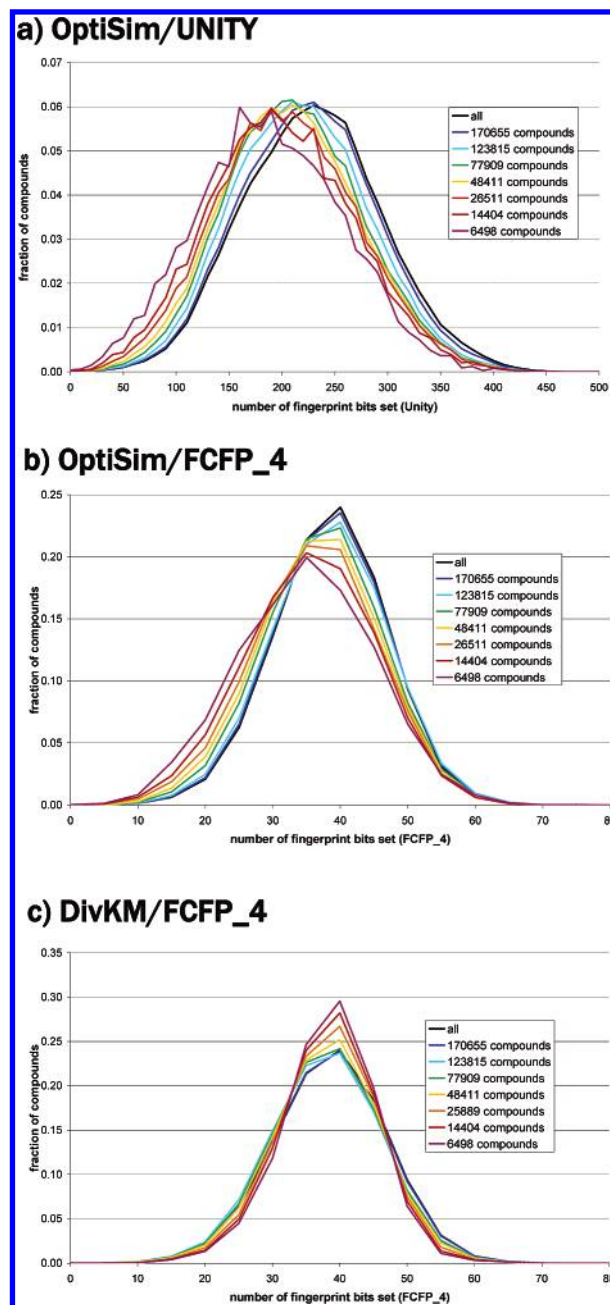 a) OptiSim/UNITY
0.07
0.06
0.05
0.04
0.03
0.02
0.01
0.00
fraction of compounds
all
170655 compounds
123815 compounds
77909 compounds
48411 compounds
26511 compounds
14404 compounds
6498 compounds
0 50 100 150 200 250 300 350 400 450 500
number of fingerprint bits set (Unity)
b) OptiSim/FCFP_4
0.25
0.20
0.15
0.10
0.05
0.00
fraction of compounds
all
170655 compounds
123815 compounds
77909 compounds
48411 compounds
26511 compounds
14404 compounds
6498 compounds
0 10 20 30 40 50 60 70
number of fingerprint bits set (FCFP_4)
c) DivKM/FCFP_4
0.35
0.30
0.25
0.20
0.15
0.10
0.05
0.00
fraction of compounds
all
170655 compounds
123815 compounds
77909 compounds
48411 compounds
25889 compounds
14404 compounds
6498 compounds
0 10 20 30 40 50 60 70
number of fingerprint bits set (FCFP_4)